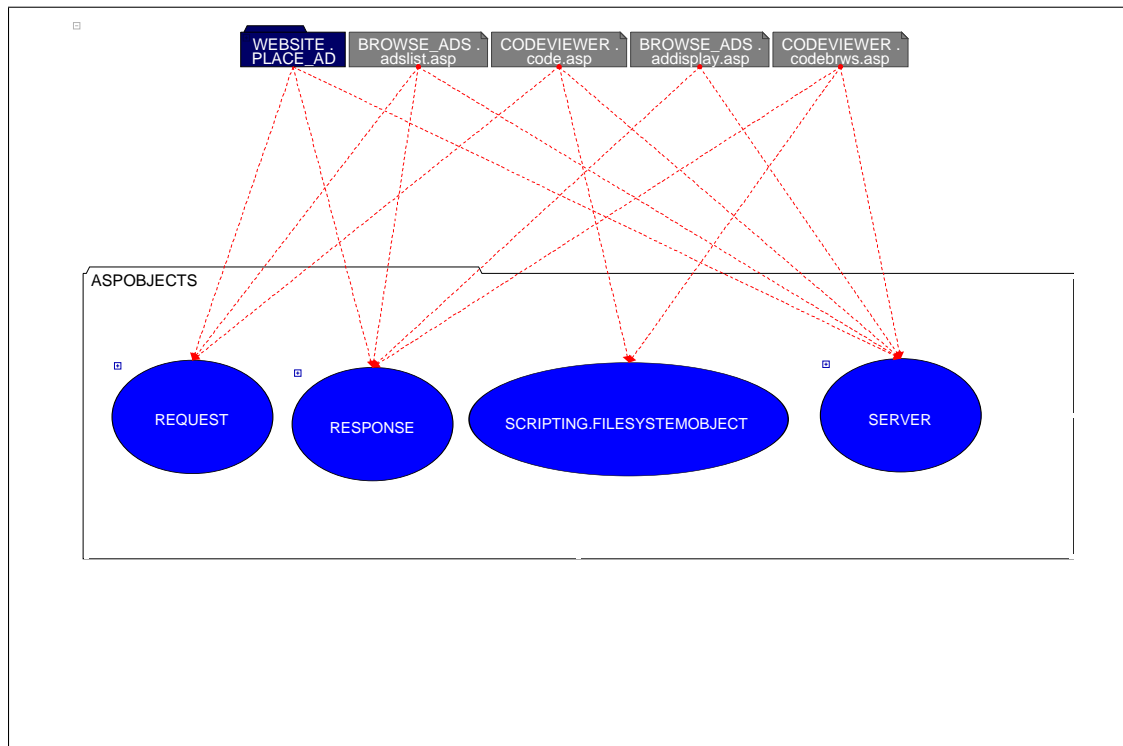 WEBSITE .
PLACE_AD
BROWSE_ADS .
adslist.asp
CODEVIEWER .
code.asp
BROWSE_ADS .
addisplay.asp
CODEVIEWER .
codebrws.asp
ASPOBJECTS
REQUEST
RESPONSE
SCRIPTING.FILESYSTEMOBJECT
SERVER